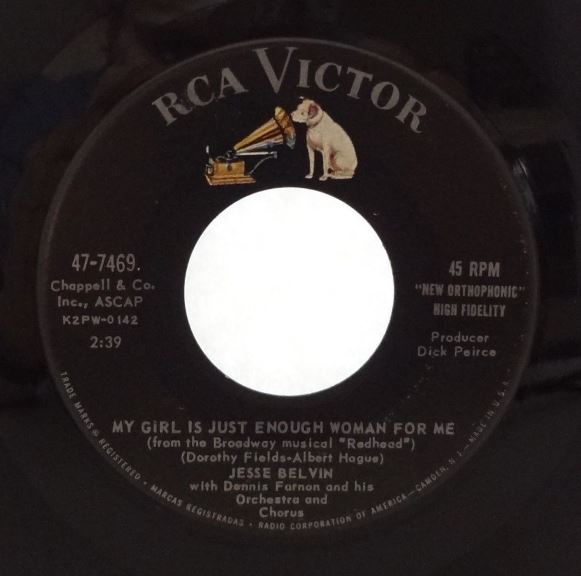 RCA VICTOR
47-7469.
Chappell & Co.
Inc., ASCAP
K2PW-0142
2:39
45 RPM
"NEW ORTHOPHONIC"
HIGH FIDELITY
Producer
Dick Peirce
MY GIRL IS JUST ENOUGH WOMAN FOR ME
(from the Broadway musical "Redhead")
(Dorothy Fields-Albert Hague)
JESSE BELVIN
with Dennis Farnon and his
Orchestra and
Chorus
TRADE MARKS ® REGISTERED • MARCAS REGISTRADAS • RADIO CORPORATION OF AMERICA—CAMDEN, N.J.—MADE IN U.S.A.